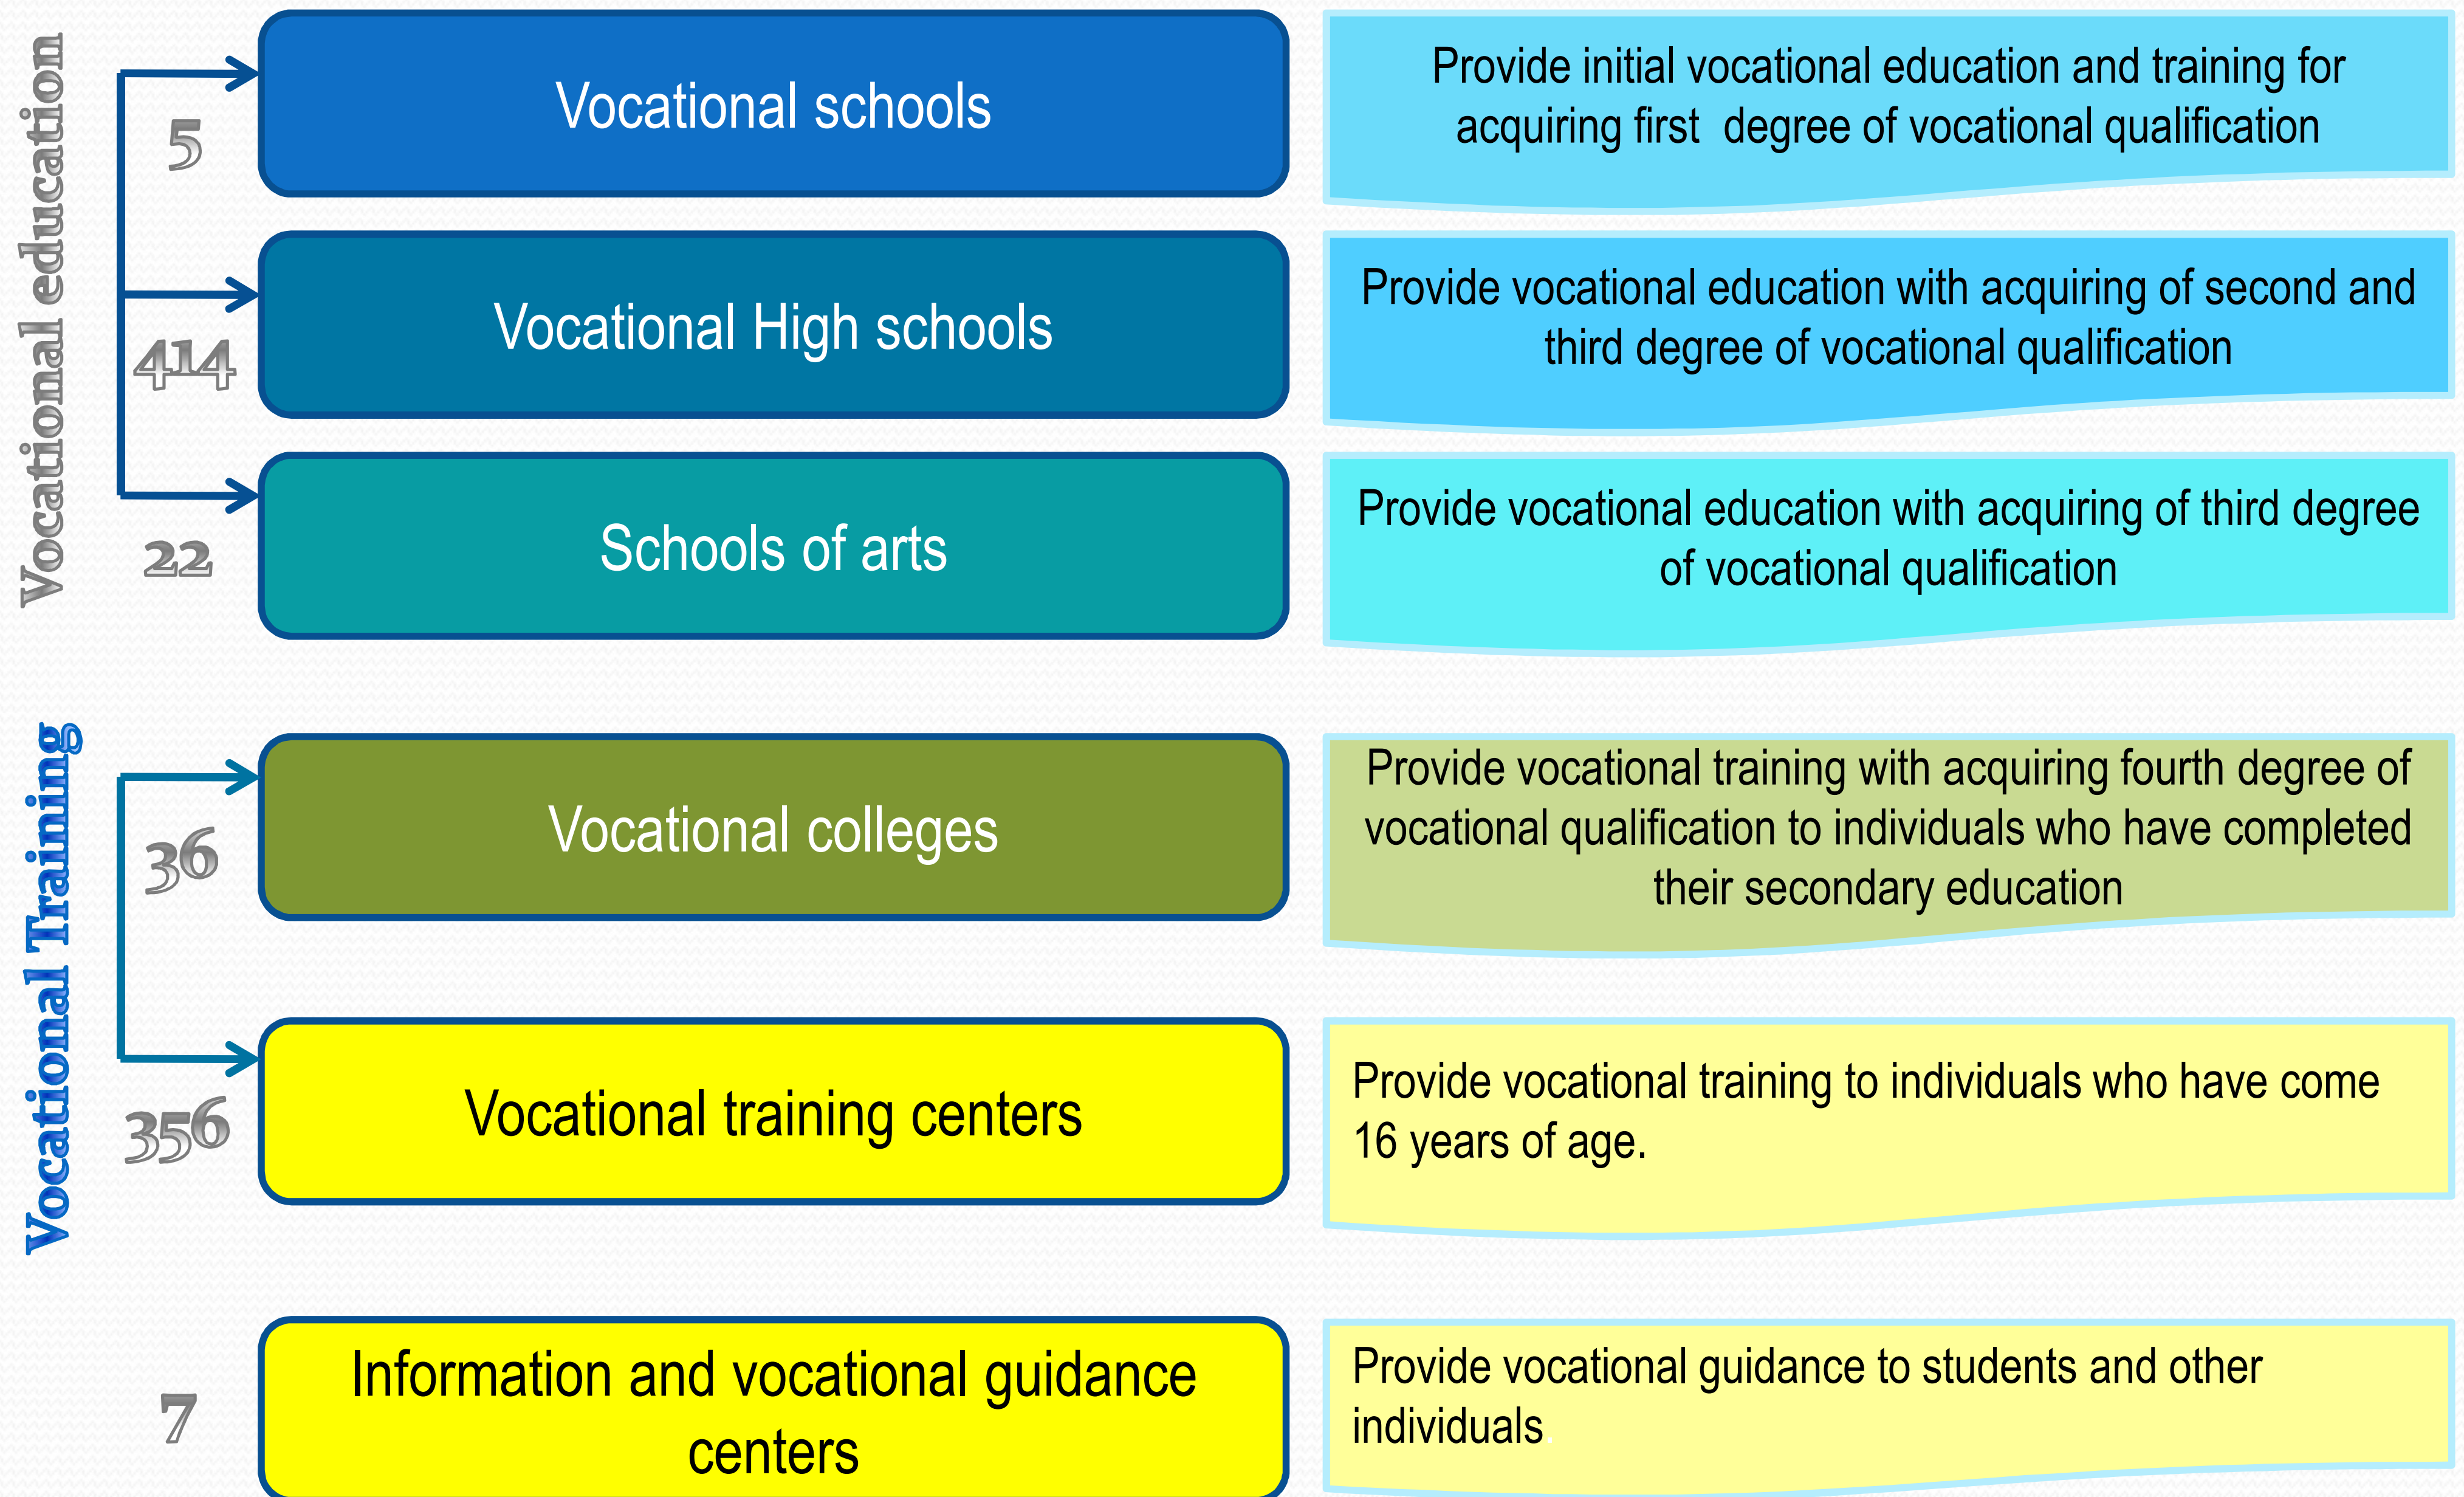 Vocational education
5
Vocational schools
Provide initial vocational education and training for
acquiring first  degree of vocational qualification
414
Vocational High schools
Provide vocational education with acquiring of second and
third degree of vocational qualification
22
Schools of arts
Provide vocational education with acquiring of third degree
of vocational qualification
Vocational Training
36
Vocational colleges
Provide vocational training with acquiring fourth degree of
vocational qualification to individuals who have completed
their secondary education
356
Vocational training centers
Provide vocational training to individuals who have come
16 years of age.
7
Information and vocational guidance
centers
Provide vocational guidance to students and other
individuals.